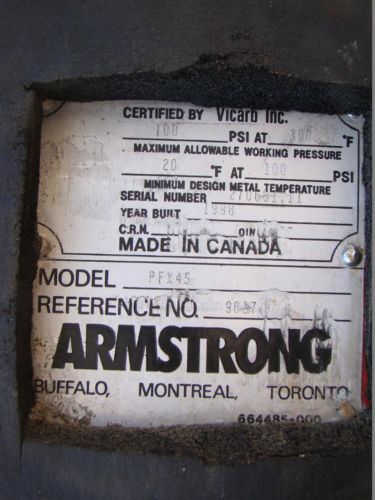 CERTIFIED BY Vicarb Inc.
100 PSI AT 300 °F
MAXIMUM ALLOWABLE WORKING PRESSURE
20 °F AT 100 PSI
MINIMUM DESIGN METAL TEMPERATURE
SERIAL NUMBER
YEAR BUILT
C.R.N.
MADE IN CANADA
MODEL PFX45
REFERENCE NO.
ARMSTRONG
BUFFALO, MONTREAL, TORONTO
664485-000